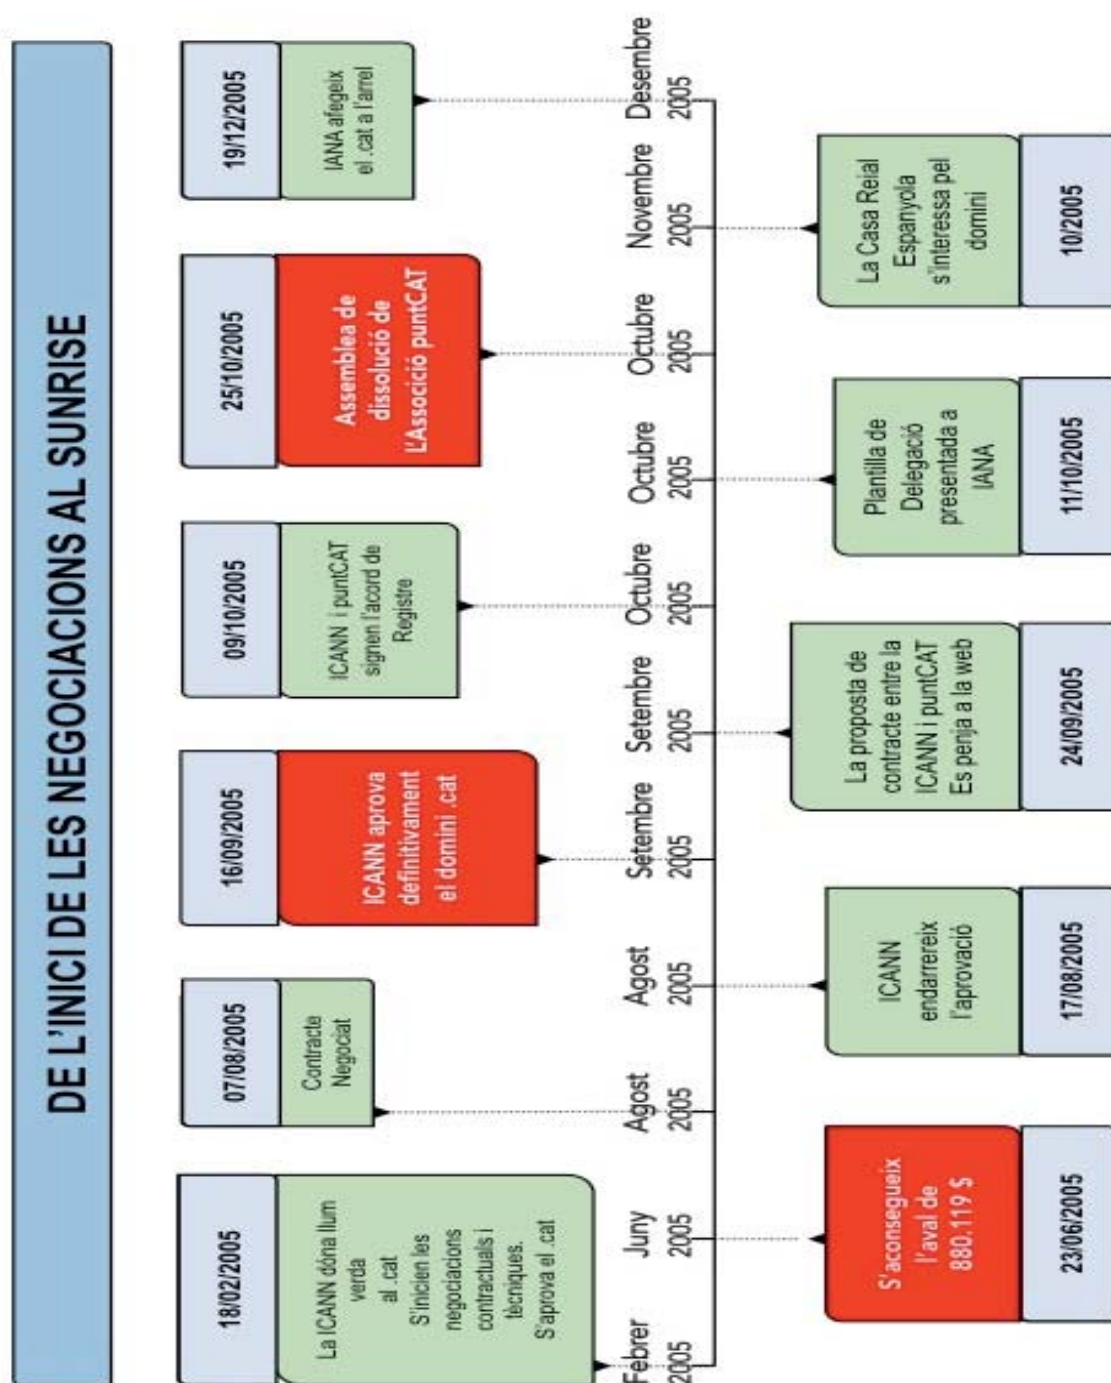 DE L'INICI DE LES NEGOCIACIONS AL SUNRISE
18/02/2005
La ICANN dóna llum
verda
al .cat
S'inicien les
negociacions
contractuals i
tècniques.
S'aprova el .cat
07/08/2005
Contracte
Negociat
16/09/2005
ICANN aprova
definitivament
el domini .cat
09/10/2005
ICANN i puntCAT
signen l'acord de
Registre
25/10/2005
Assemblea de
dissolució de
L'Associció puntCAT
19/12/2005
IANA afegeix
el .cat a l'arrel
Febrer
2005
Juny
2005
Agost
2005
Agost
2005
Setembre
2005
Setembre
2005
Octubre
2005
Octubre
2005
Octubre
2005
Novembre
2005
Desembre
2005
S'aconsegueix
l'aval de
880.119 $
23/06/2005
ICANN
endarrereix
l'aprovació
17/08/2005
La proposta de
contracte entre la
ICANN i puntCAT
Es penja a la web
24/09/2005
Plantilla de
Delegació
presentada a
IANA
11/10/2005
La Casa Reial
Espanyola
s'interessa pel
domini
10/2005